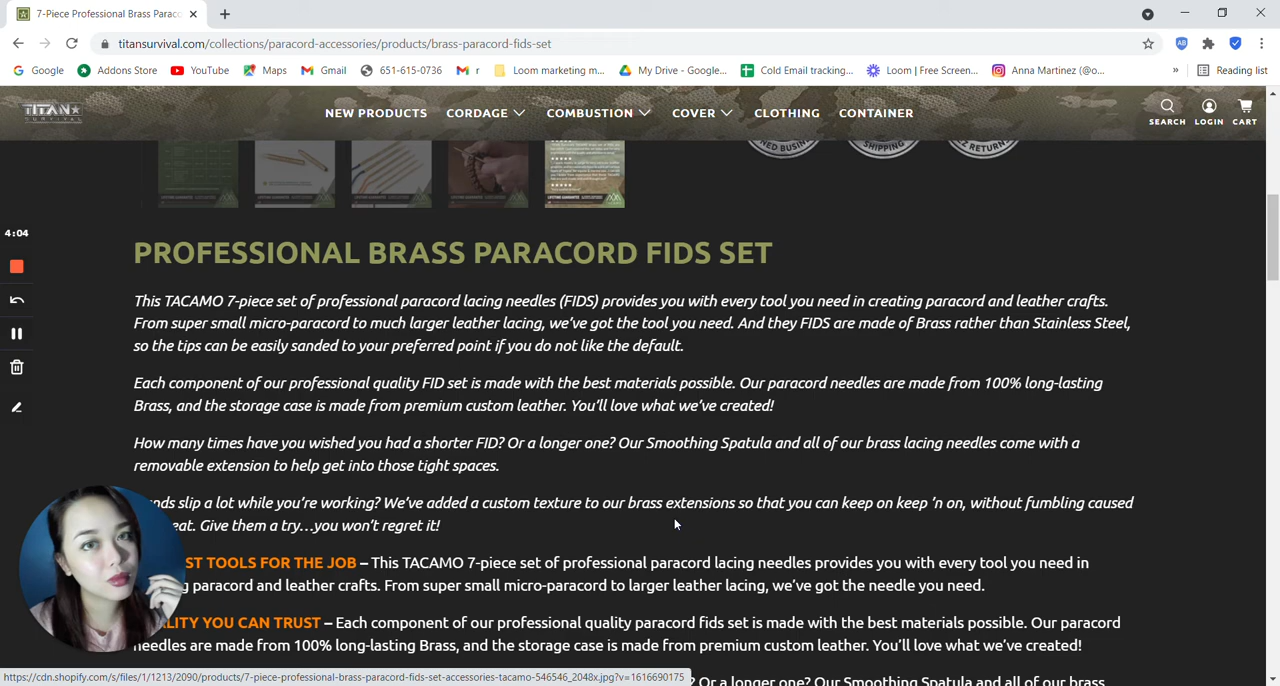 7-Piece Professional Brass Parac
titansurvival.com/collections/paracord-accessories/products/brass-paracord-fids-set
Google Addons Store YouTube Maps Gmail 651-615-0736 r Loom marketing m... My Drive - Google... Cold Email tracking... Loom | Free Screen... Anna Martinez (@o... » Reading list
TITAN SURVIVAL
NEW PRODUCTS CORDAGE COMBUSTION COVER CLOTHING CONTAINER
SEARCH LOGIN CART
NED BUSIN SHIPPING Z RETURN
4:04
PROFESSIONAL BRASS PARACORD FIDS SET
This TACAMO 7-piece set of professional paracord lacing needles (FIDS) provides you with every tool you need in creating paracord and leather crafts.
From super small micro-paracord to much larger leather lacing, we've got the tool you need. And they FIDS are made of Brass rather than Stainless Steel,
so the tips can be easily sanded to your preferred point if you do not like the default.
Each component of our professional quality FID set is made with the best materials possible. Our paracord needles are made from 100% long-lasting
Brass, and the storage case is made from premium custom leather. You'll love what we've created!
How many times have you wished you had a shorter FID? Or a longer one? Our Smoothing Spatula and all of our brass lacing needles come with a
removable extension to help get into those tight spaces.
nds slip a lot while you're working? We've added a custom texture to our brass extensions so that you can keep on keep 'n on, without fumbling caused
eat. Give them a try...you won't regret it!
ST TOOLS FOR THE JOB – This TACAMO 7-piece set of professional paracord lacing needles provides you with every tool you need in
g paracord and leather crafts. From super small micro-paracord to larger leather lacing, we've got the needle you need.
LITY YOU CAN TRUST – Each component of our professional quality paracord fids set is made with the best materials possible. Our paracord
needles are made from 100% long-lasting Brass, and the storage case is made from premium custom leather. You'll love what we've created!
? Or a longer one? Our Smoothing Spatula and all of our brass
https://cdn.shopify.com/s/files/1/1213/2090/products/7-piece-professional-brass-paracord-fids-set-accessories-tacamo-546546_2048x.jpg?v=1616690175